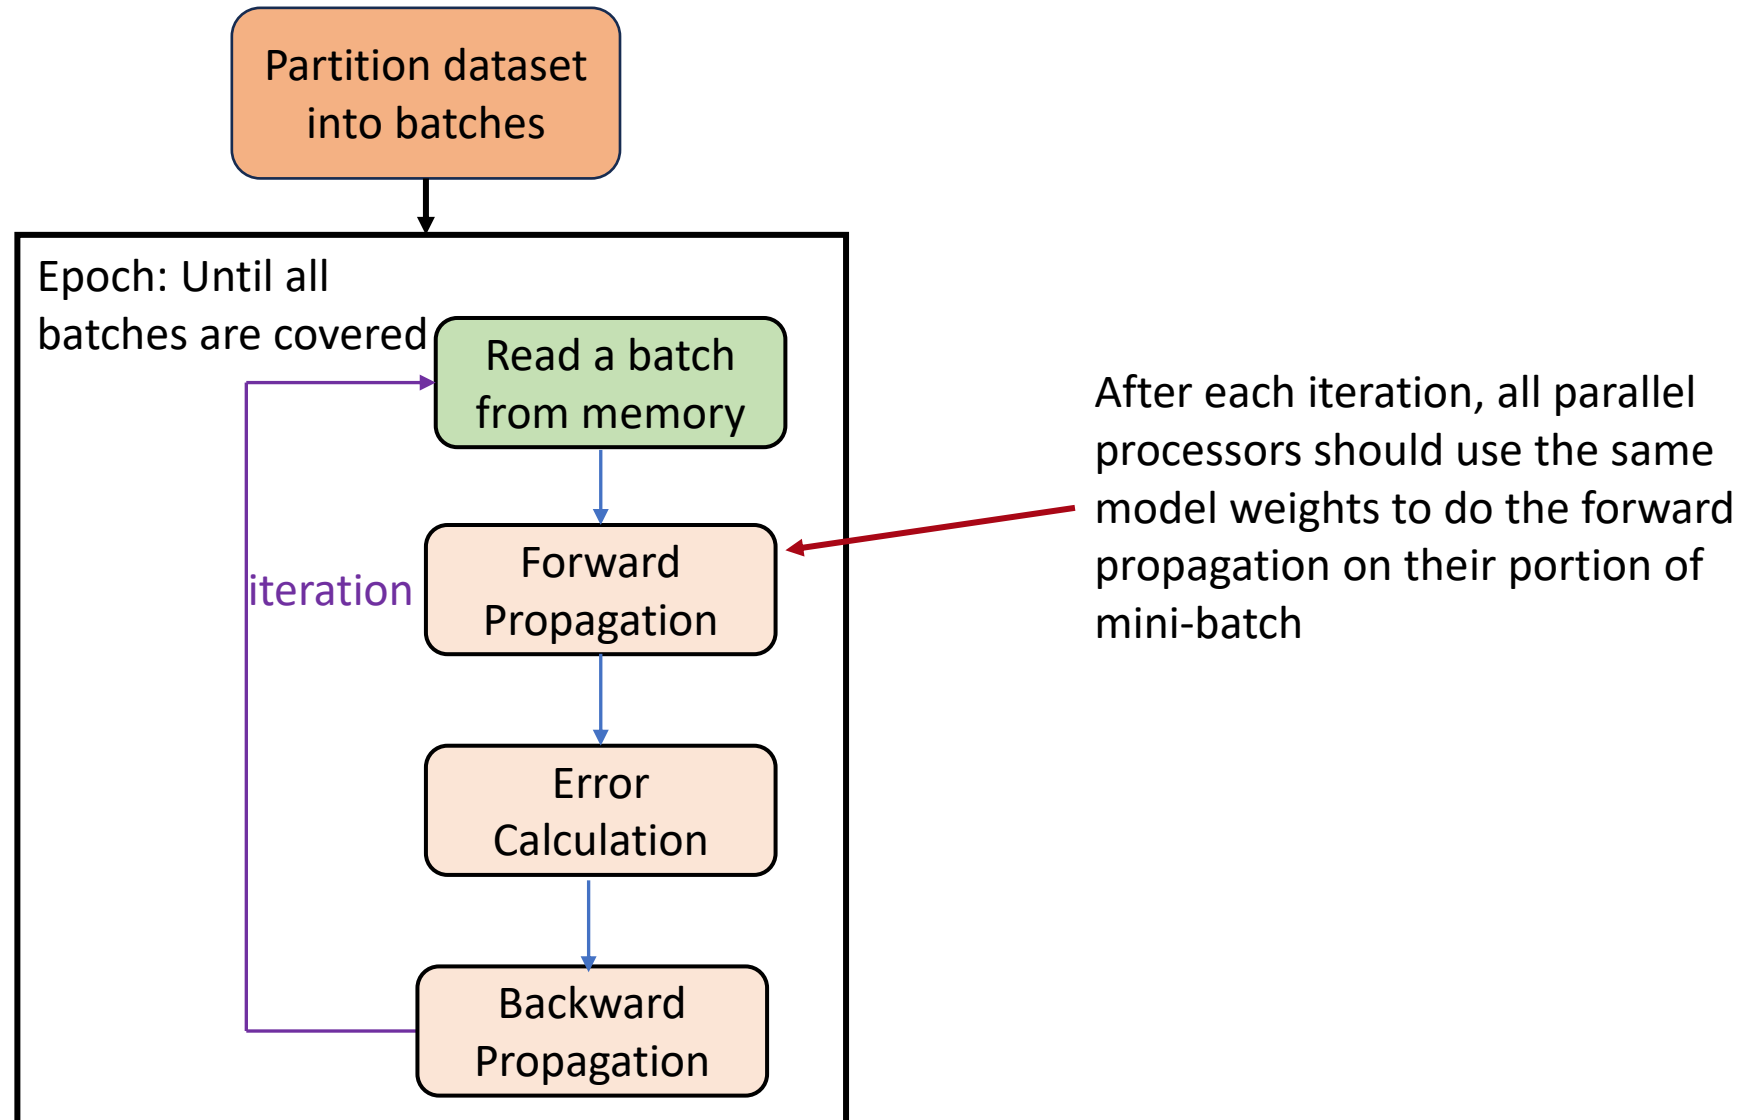 Partition dataset
into batches
Epoch: Until all
batches are covered
Read a batch
from memory
Forward
Propagation
iteration
Error
Calculation
Backward
Propagation
After each iteration, all parallel
processors should use the same
model weights to do the forward
propagation on their portion of
mini-batch